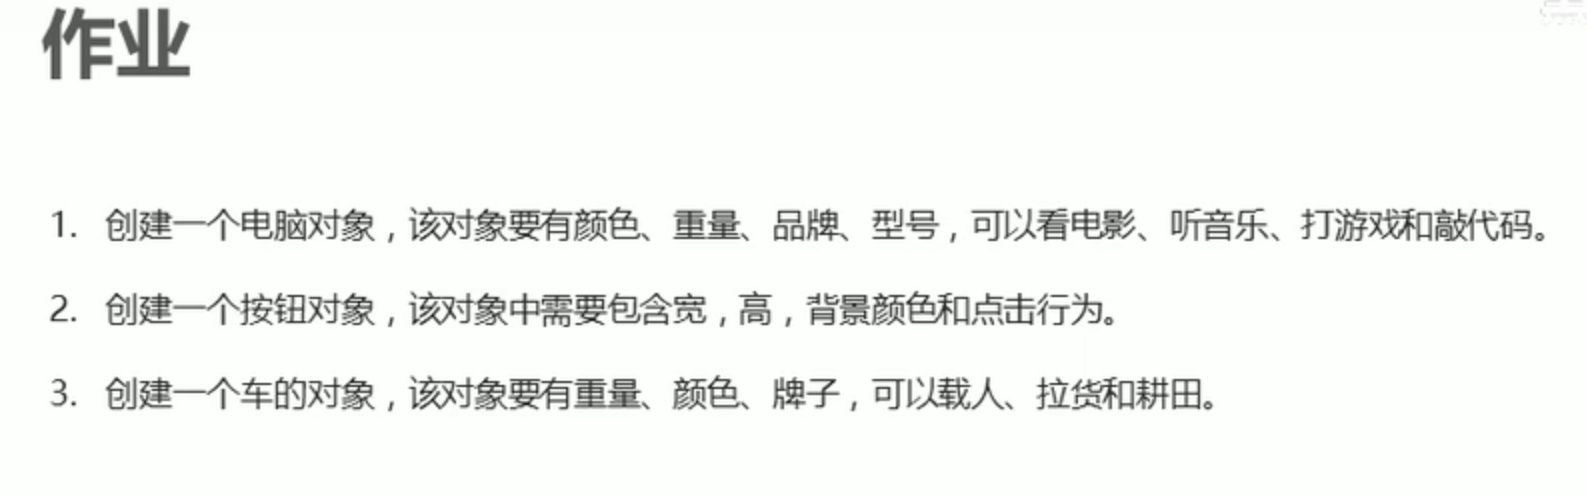 作业
1. 创建一个电脑对象，该对象要有颜色、重量、品牌、型号，可以看电影、听音乐、打游戏和敲代码。
2. 创建一个按钮对象，该对象中需要包含宽，高，背景颜色和点击行为。
3. 创建一个车的对象，该对象要有重量、颜色、牌子，可以载人、拉货和耕田。